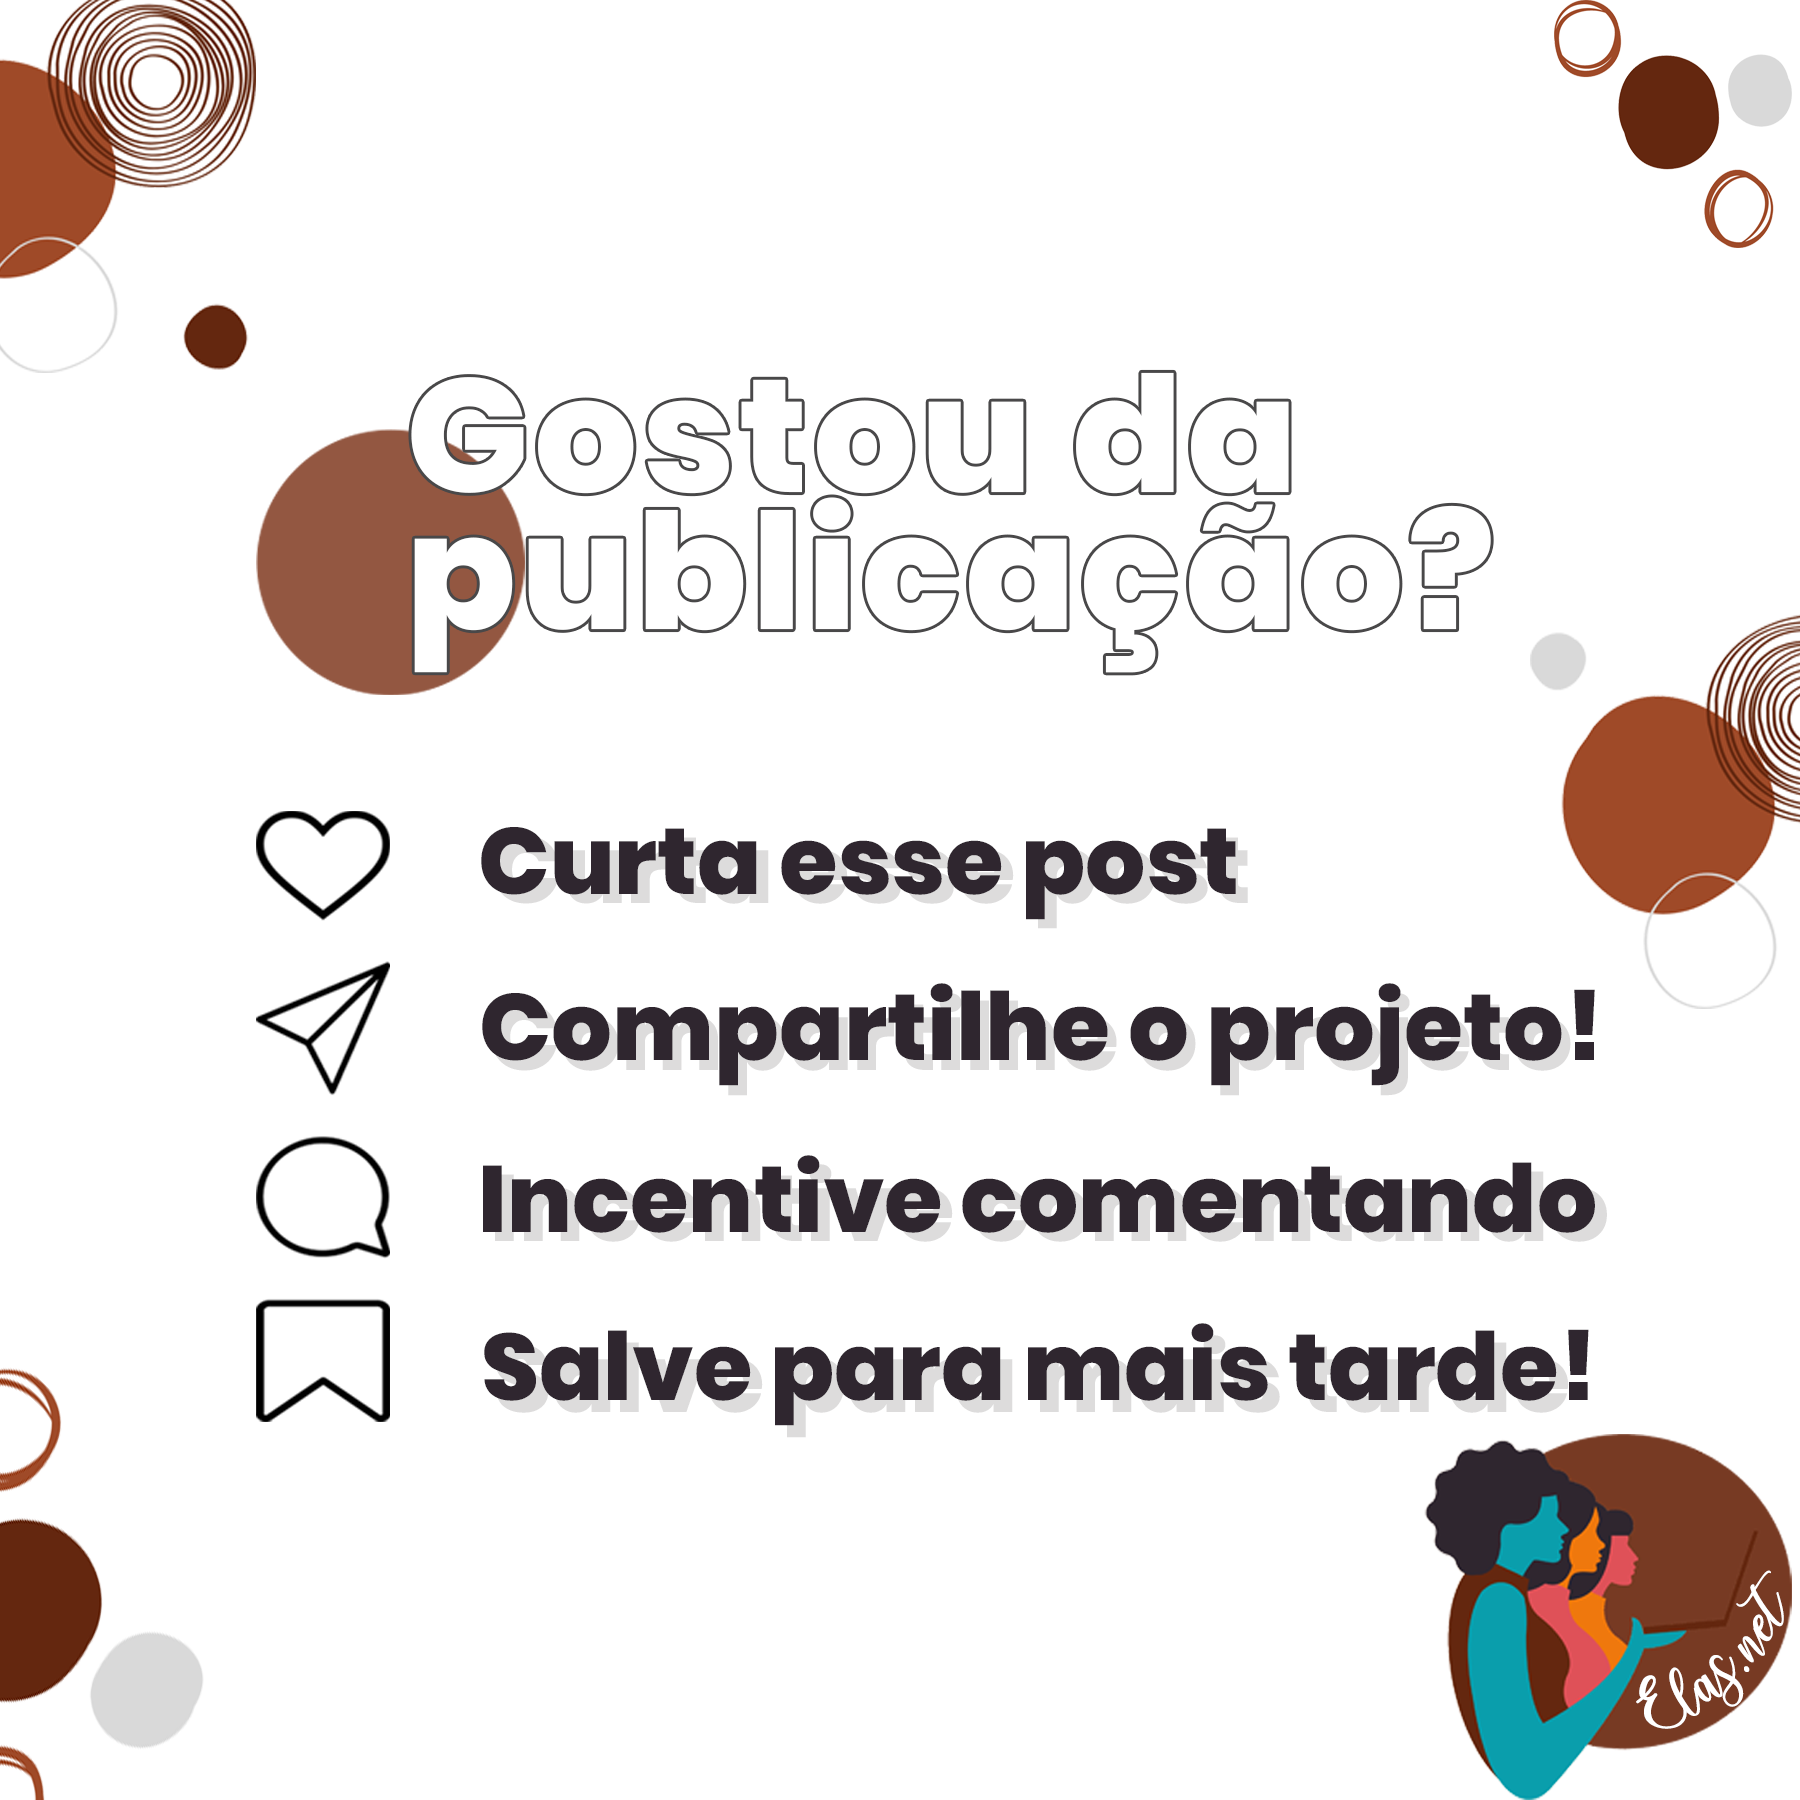 Gostou da
publicação?
Curta esse post
Compartilhe o projeto!
Incentive comentando
Salve para mais tarde!
Elas.net